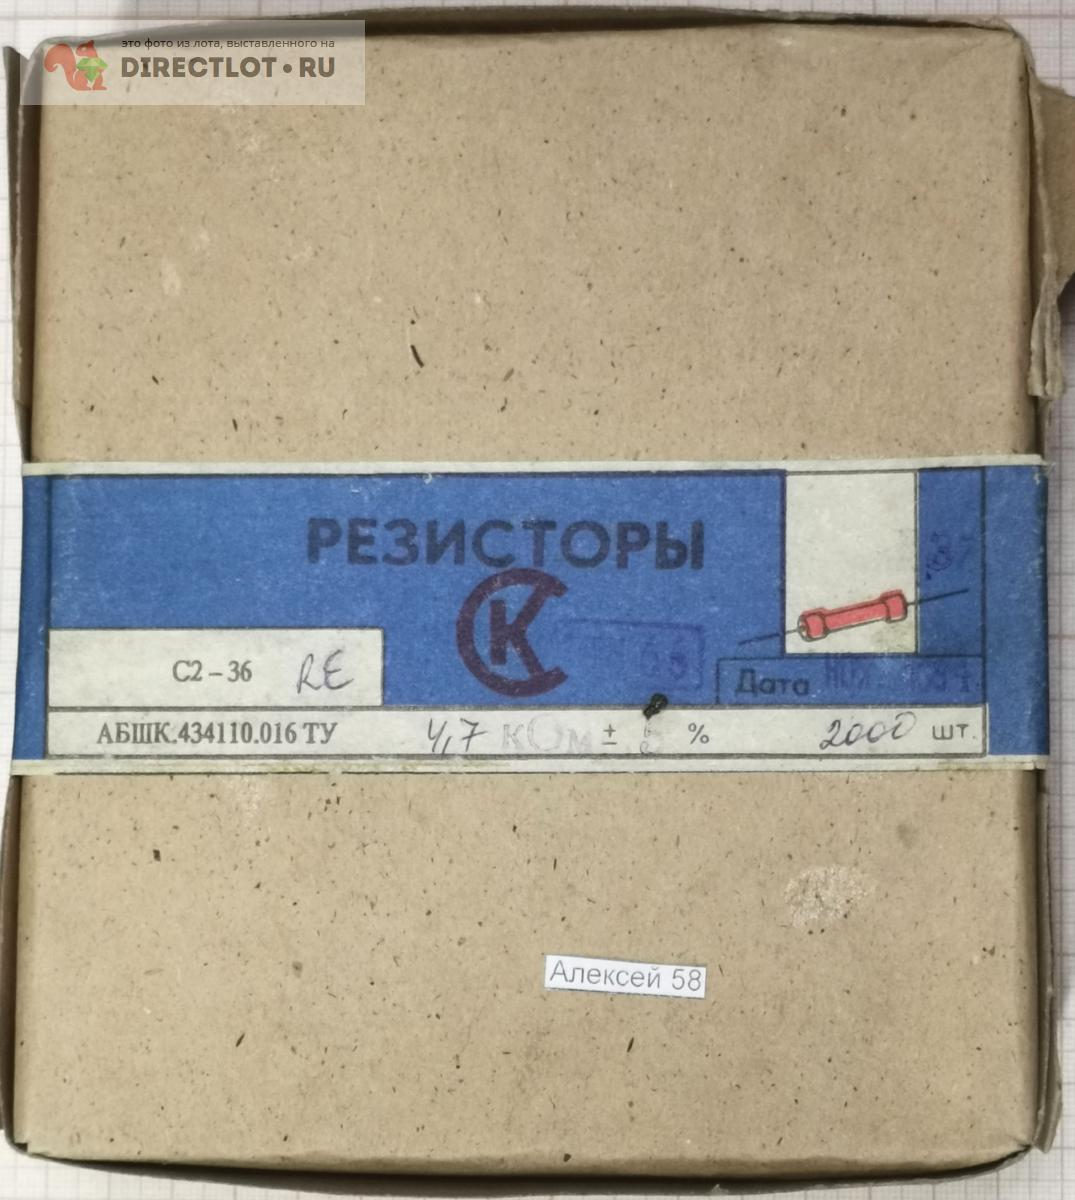 это фото из лота, выставленного на
DIRECTLOT.RU
РЕЗИСТОРЫ
СК
С2-36 RE
Дата
АБШК.434110.016 ТУ 4,7 кОм ± % 2000 шт.
Алексей 58